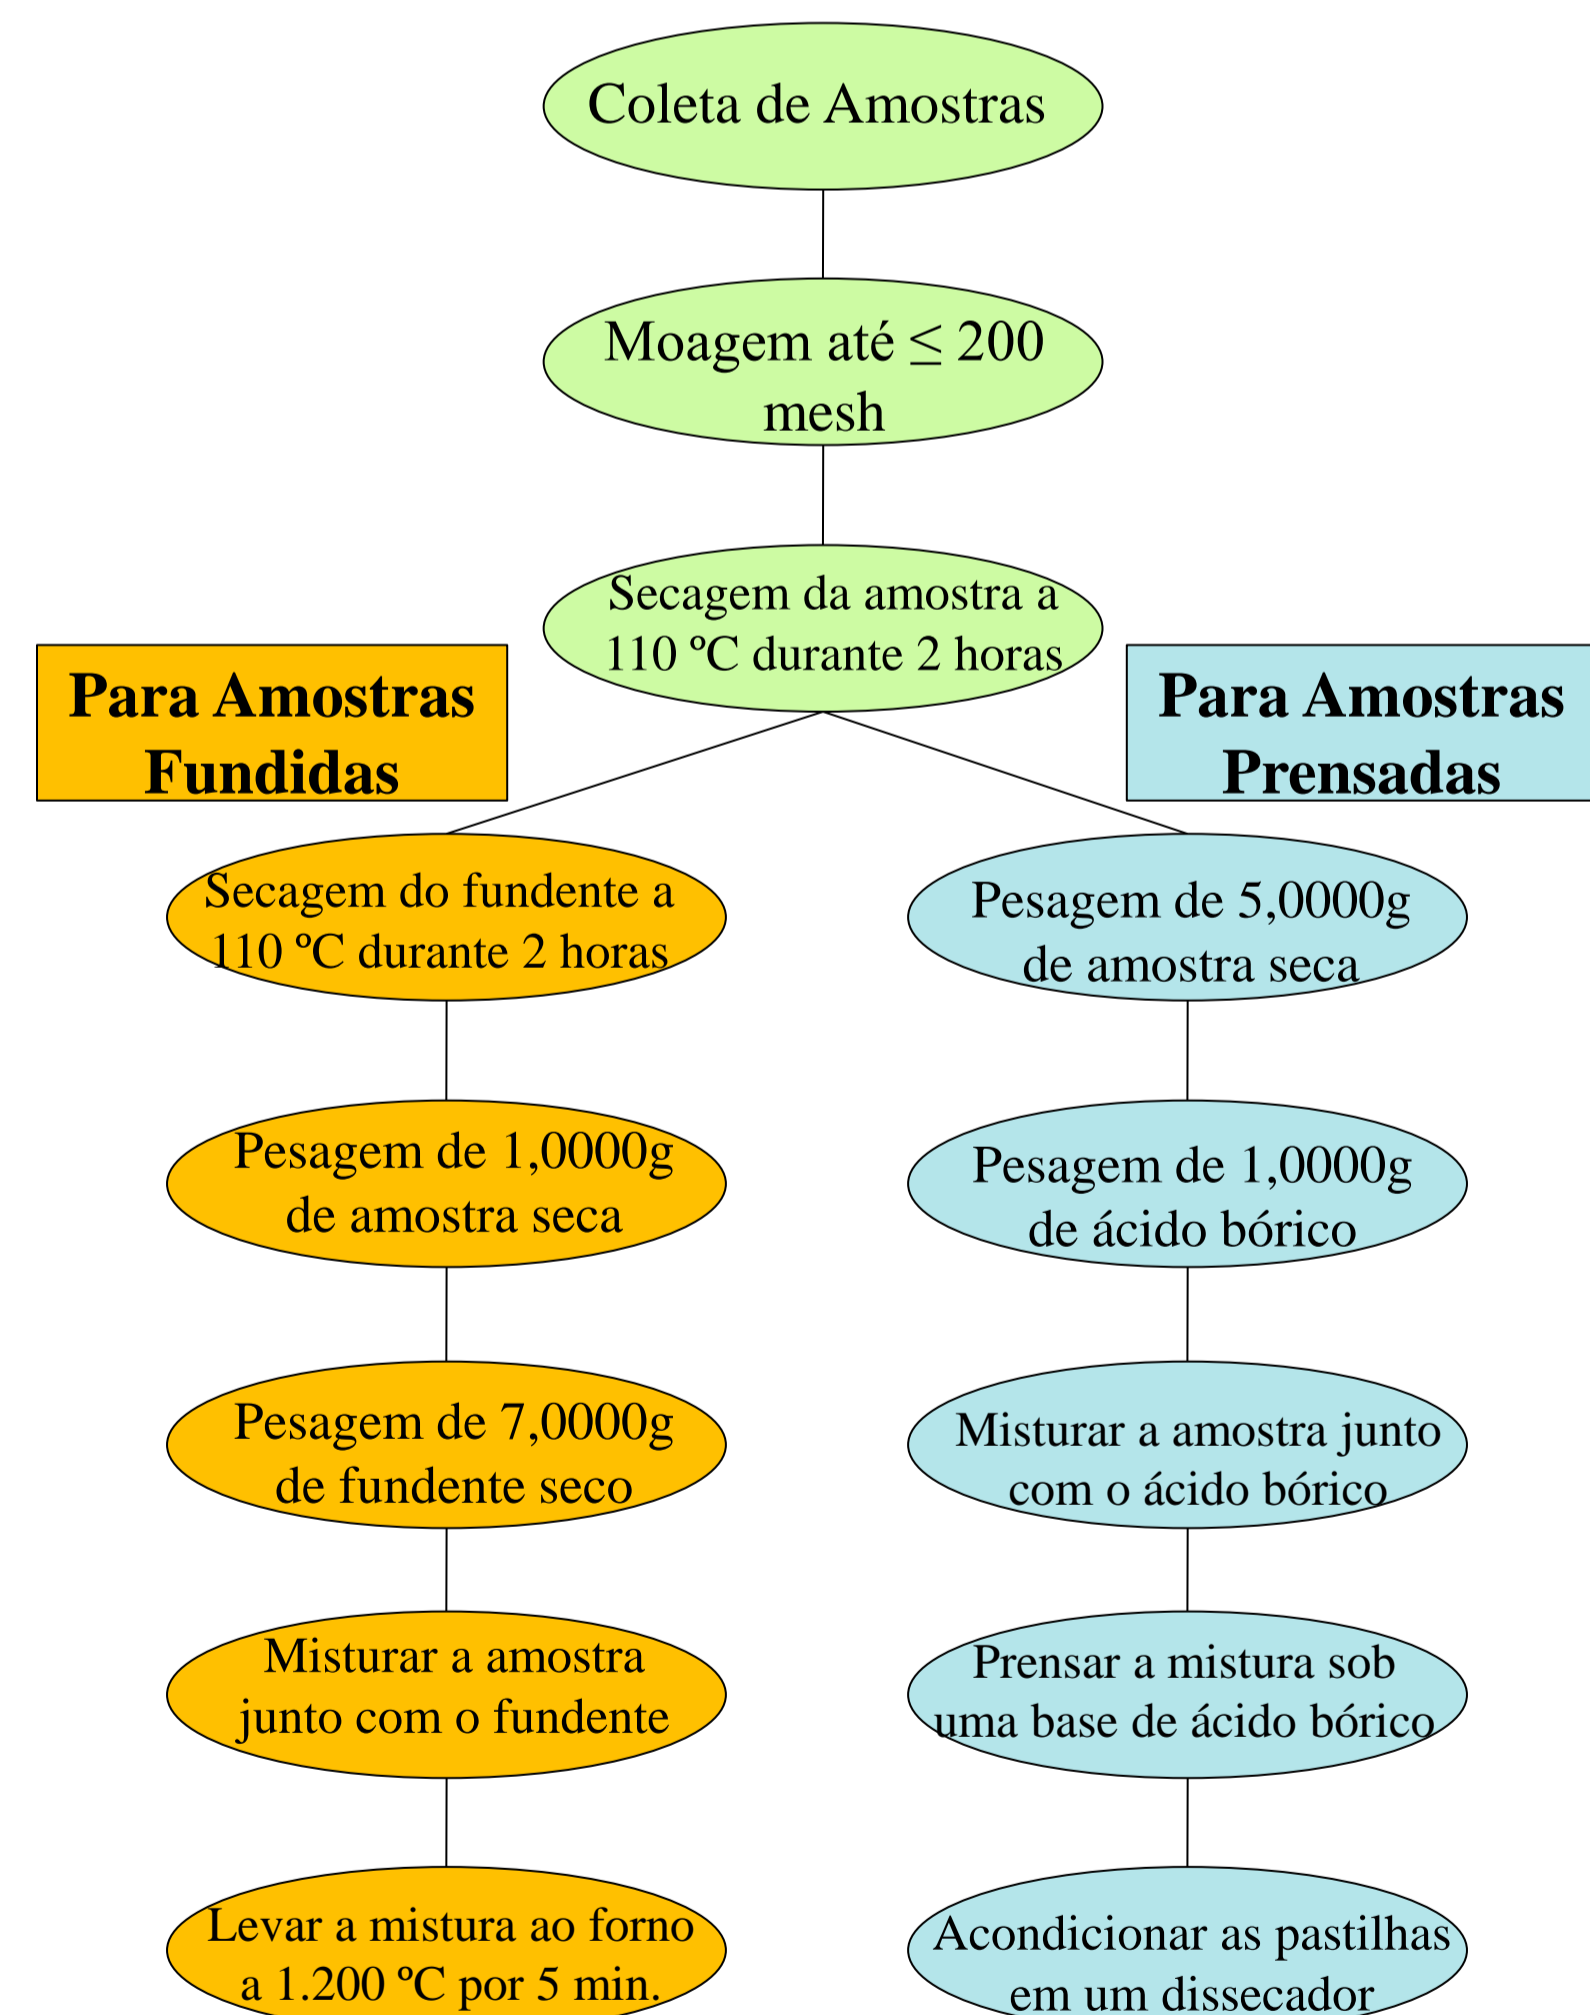 Coleta de Amostras
Moagem até ≤ 200
mesh
Secagem da amostra a
110 ºC durante 2 horas
Para Amostras
Fundidas
Para Amostras
Prensadas
Secagem do fundente a
110 ºC durante 2 horas
Pesagem de 1,0000g
de amostra seca
Pesagem de 7,0000g
de fundente seco
Misturar a amostra
junto com o fundente
Levar a mistura ao forno
a 1.200 ºC por 5 min.
Pesagem de 5,0000g
de amostra seca
Pesagem de 1,0000g
de ácido bórico
Misturar a amostra junto
com o ácido bórico
Prensar a mistura sob
uma base de ácido bórico
Acondicionar as pastilhas
em um dissecador